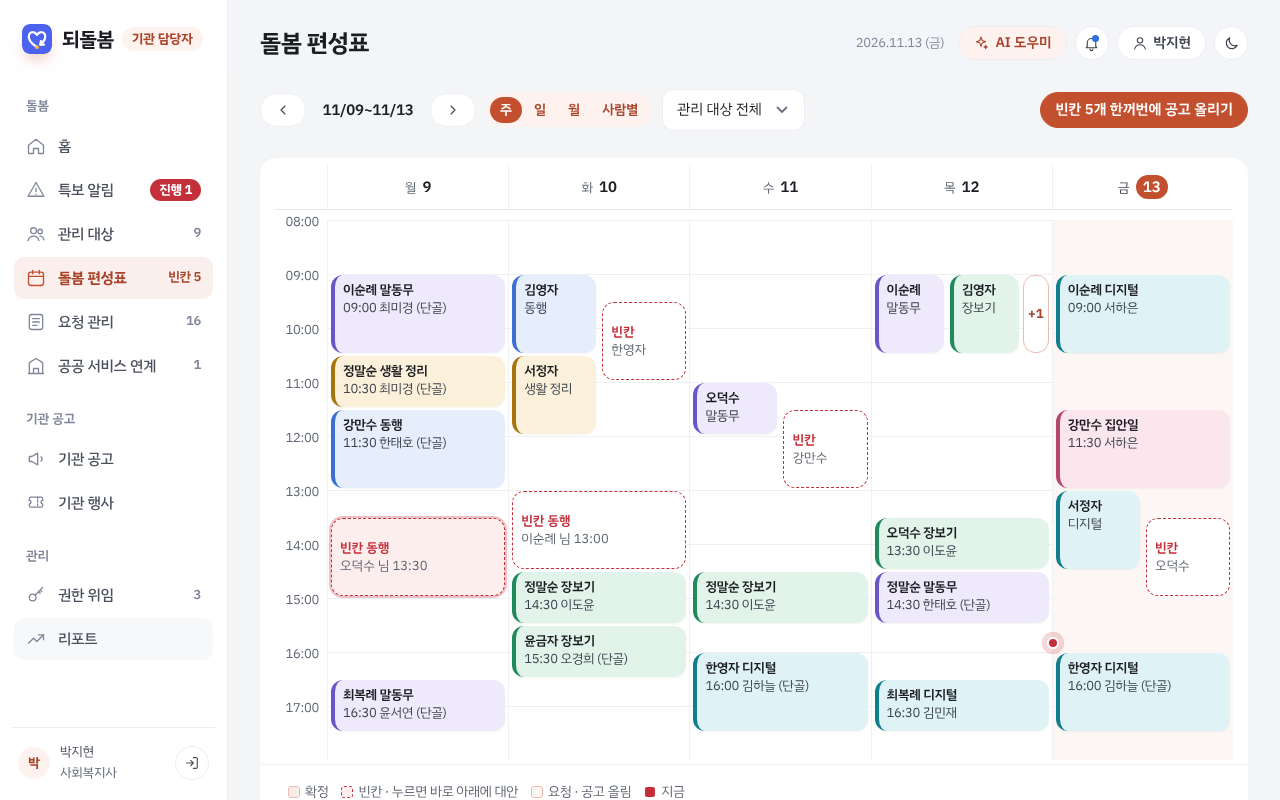 되돌봄 기관 담당자
돌봄
홈
특보 알림 진행 1
관리 대상 9
돌봄 편성표 빈칸 5
요청 관리 16
공공 서비스 연계 1
기관 공고
기관 공고
기관 행사
관리
권한 위임 3
리포트
박
박지현
사회복지사
돌봄 편성표
2026.11.13 (금)
AI 도우미
박지현
11/09~11/13
주 일 월 사람별
관리 대상 전체
빈칸 5개 한꺼번에 공고 올리기
월 9
화 10
수 11
목 12
금 13
08:00
09:00
10:00
11:00
12:00
13:00
14:00
15:00
16:00
17:00
이순례 말동무
09:00 최미경 (단골)
정말순 생활 정리
10:30 최미경 (단골)
강만수 동행
11:30 한태호 (단골)
빈칸 동행
오덕수 님 13:30
최복례 말동무
16:30 윤서연 (단골)
김영자
동행
빈칸
한영자
서정자
생활 정리
빈칸 동행
이순례 님 13:00
정말순 장보기
14:30 이도윤
윤금자 장보기
15:30 오경희 (단골)
오덕수
말동무
빈칸
강만수
정말순 장보기
14:30 이도윤
한영자 디지털
16:00 김하늘 (단골)
이순례
말동무
김영자
장보기
+1
오덕수 장보기
13:30 이도윤
정말순 말동무
14:30 한태호 (단골)
최복례 디지털
16:30 김민재
이순례 디지털
09:00 서하은
강만수 집안일
11:30 서하은
서정자
디지털
빈칸
오덕수
한영자 디지털
16:00 김하늘 (단골)
확정
빈칸 · 누르면 바로 아래에 대안
요청 · 공고 올림
지금